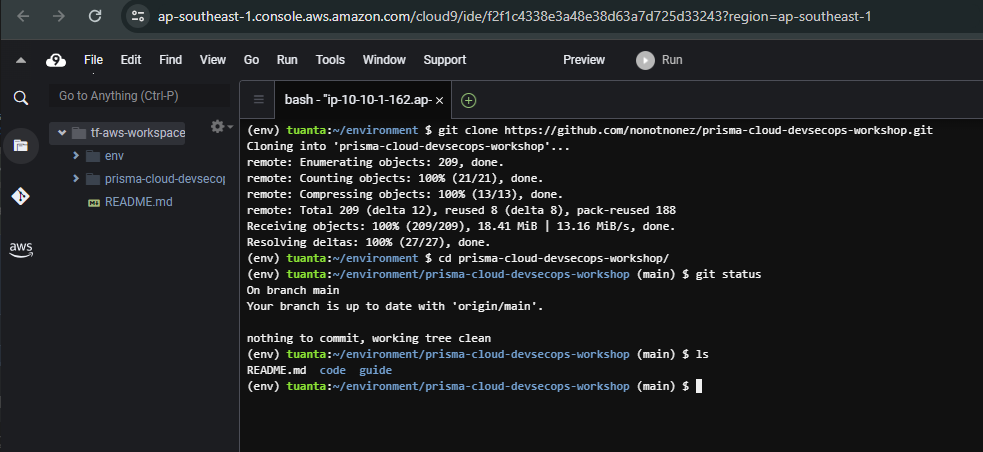 ap-southeast-1.console.aws.amazon.com/cloud9/ide/f2f1c4338e3a48e38d63a7d725d33243?region=ap-southeast-1
9 File Edit Find View Go Run Tools Window Support Preview Run
Go to Anything (Ctrl-P)
bash - "ip-10-10-1-162.ap- ×
tf-aws-workspace
env
prisma-cloud-devsecop
README.md
aws
(env) tuanta:~/environment $ git clone https://github.com/nonotnonez/prisma-cloud-devsecops-workshop.git
Cloning into 'prisma-cloud-devsecops-workshop'...
remote: Enumerating objects: 209, done.
remote: Counting objects: 100% (21/21), done.
remote: Compressing objects: 100% (13/13), done.
remote: Total 209 (delta 12), reused 8 (delta 8), pack-reused 188
Receiving objects: 100% (209/209), 18.41 MiB | 13.16 MiB/s, done.
Resolving deltas: 100% (27/27), done.
(env) tuanta:~/environment $ cd prisma-cloud-devsecops-workshop/
(env) tuanta:~/environment/prisma-cloud-devsecops-workshop (main) $ git status
On branch main
Your branch is up to date with 'origin/main'.
nothing to commit, working tree clean
(env) tuanta:~/environment/prisma-cloud-devsecops-workshop (main) $ ls
README.md code guide
(env) tuanta:~/environment/prisma-cloud-devsecops-workshop (main) $